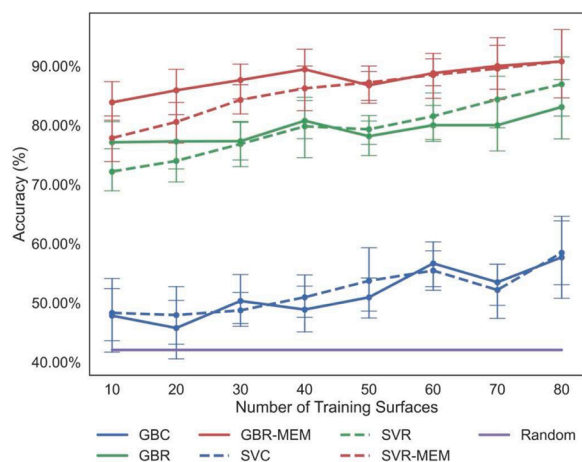 90.00%
80.00%
70.00%
60.00%
50.00%
40.00%
Accuracy (%)
10 20 30 40 50 60 70 80
Number of Training Surfaces
GBC GBR-MEM SVR Random
GBR SVC SVR-MEM